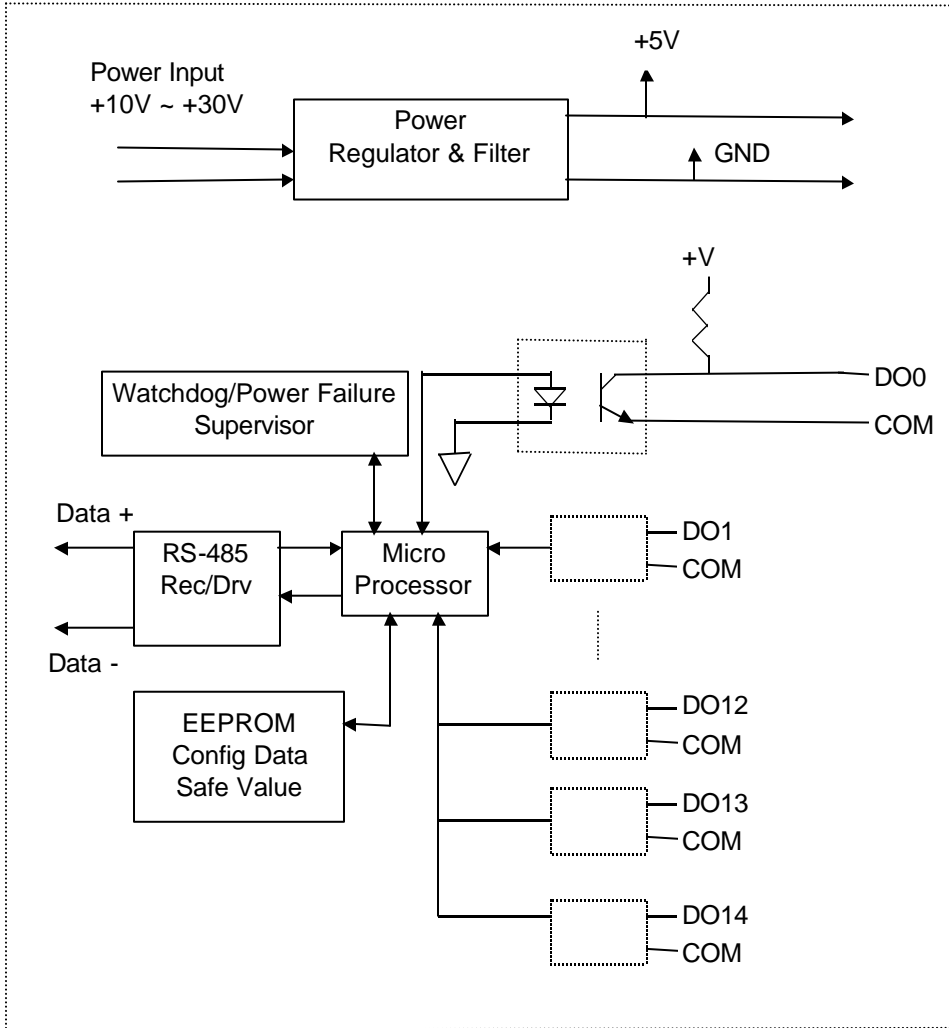 +5V
Power Input
+10V ~ +30V
Power
Regulator & Filter
GND
+V
DO0
COM
Watchdog/Power Failure
Supervisor
Data +
RS-485
Rec/Drv
Micro
Processor
DO1
COM
Data -
EEPROM
Config Data
Safe Value
DO12
COM
DO13
COM
DO14
COM